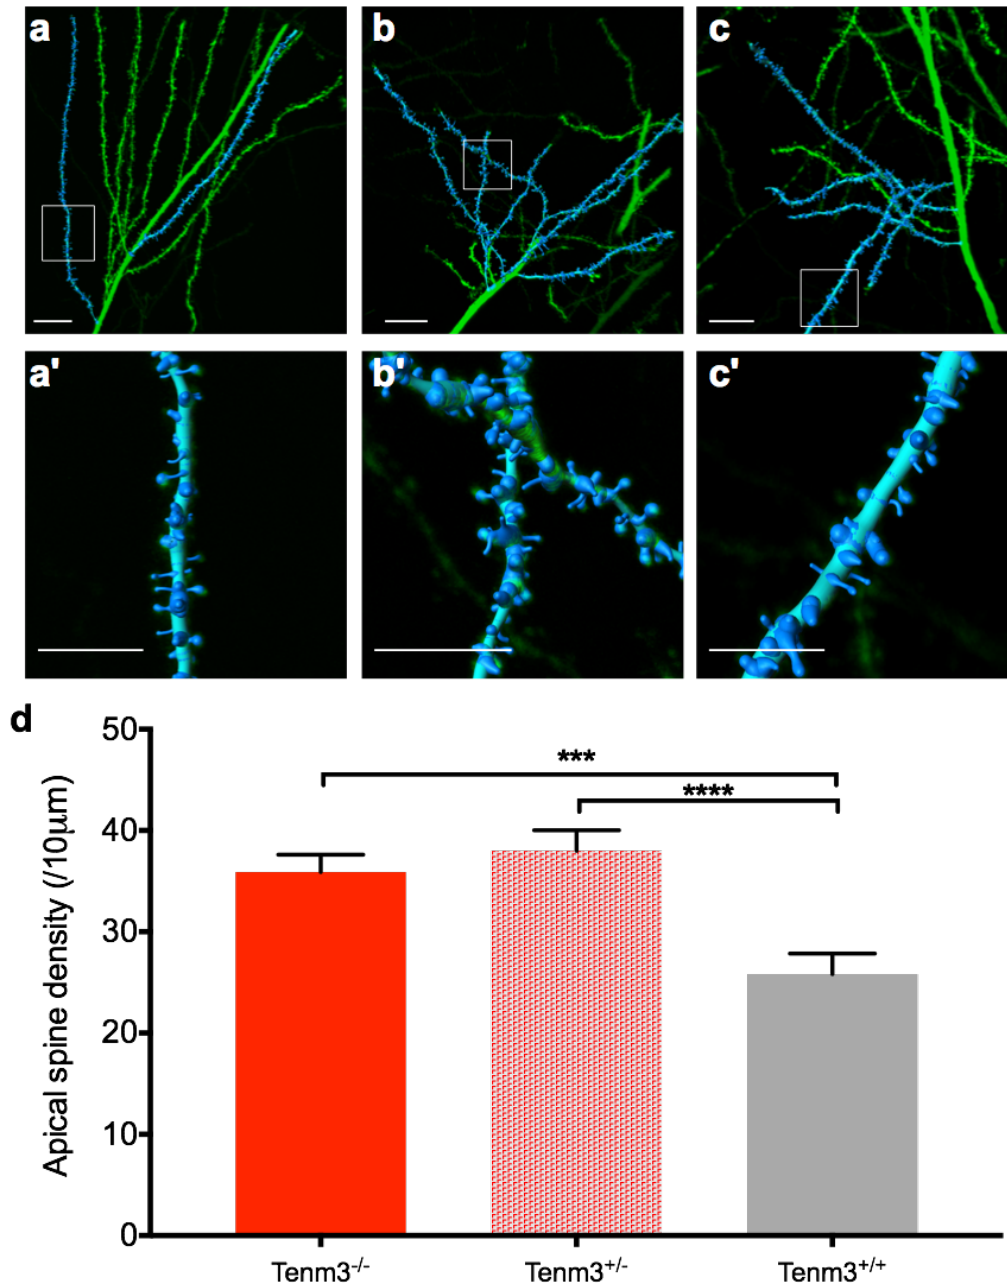 a
b
c
a'
b'
c'
d
Apical spine density (/10μm)
50
40
30
20
10
0
***
****
Tenm3-/-
Tenm3+/-
Tenm3+/+